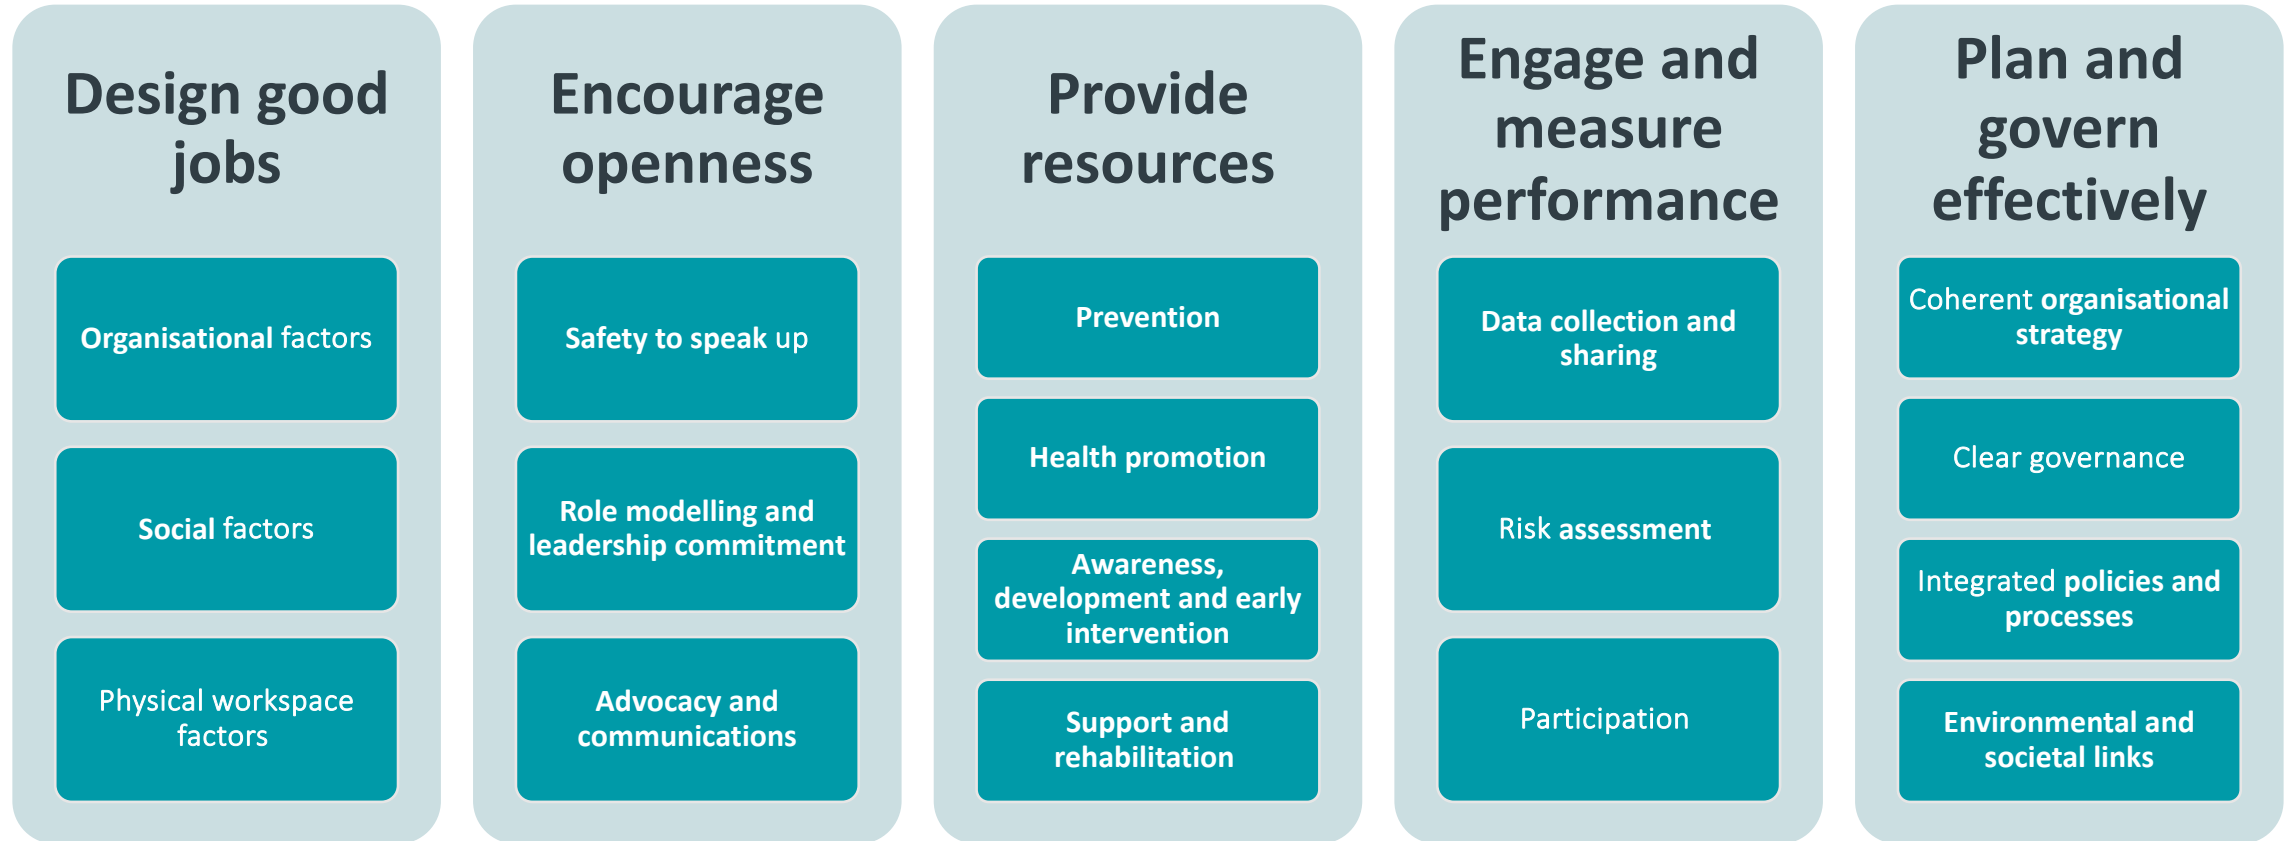 Design good
jobs
Organisational factors
Social factors
Physical workspace
factors
Encourage
openness
Safety to speak up
Role modelling and
leadership commitment
Advocacy and
communications
Provide
resources
Prevention
Health promotion
Awareness,
development and early
intervention
Support and
rehabilitation
Engage and
measure
performance
Data collection and
sharing
Risk assessment
Participation
Plan and
govern
effectively
Coherent organisational
strategy
Clear governance
Integrated policies and
processes
Environmental and
societal links